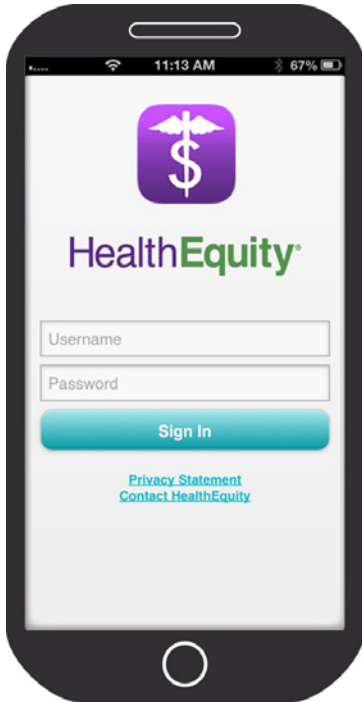 11:13 AM 67%
$
HealthEquity®
Username
Password
Sign In
Privacy Statement
Contact HealthEquity